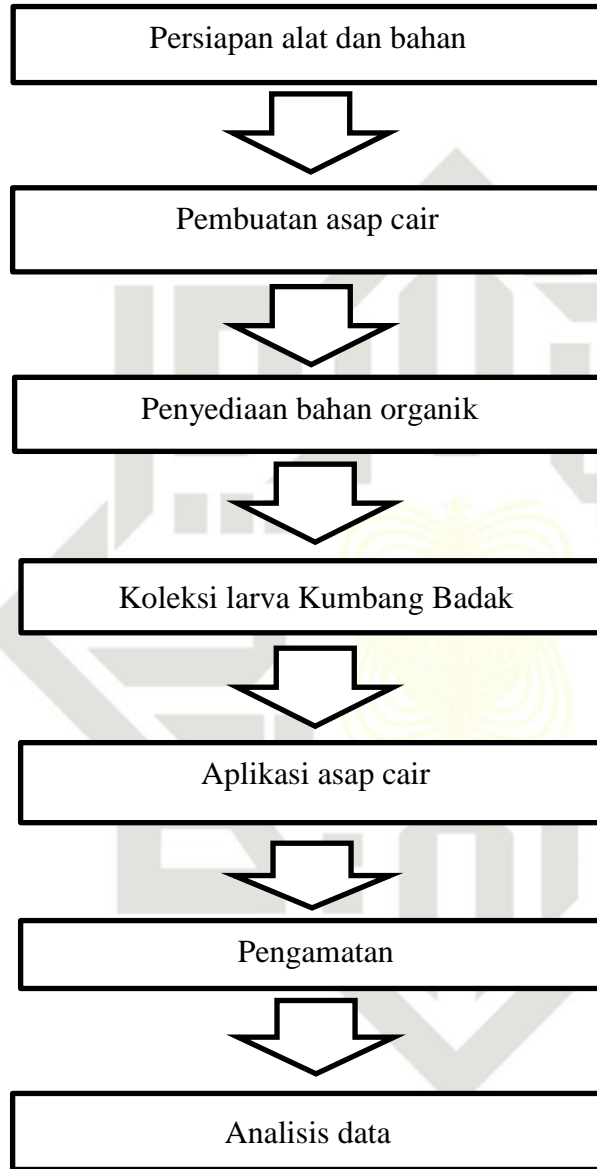 Persiapan alat dan bahan
Pembuatan asap cair
Penyediaan bahan organik
Koleksi larva Kumbang Badak
Aplikasi asap cair
Pengamatan
Analisis data